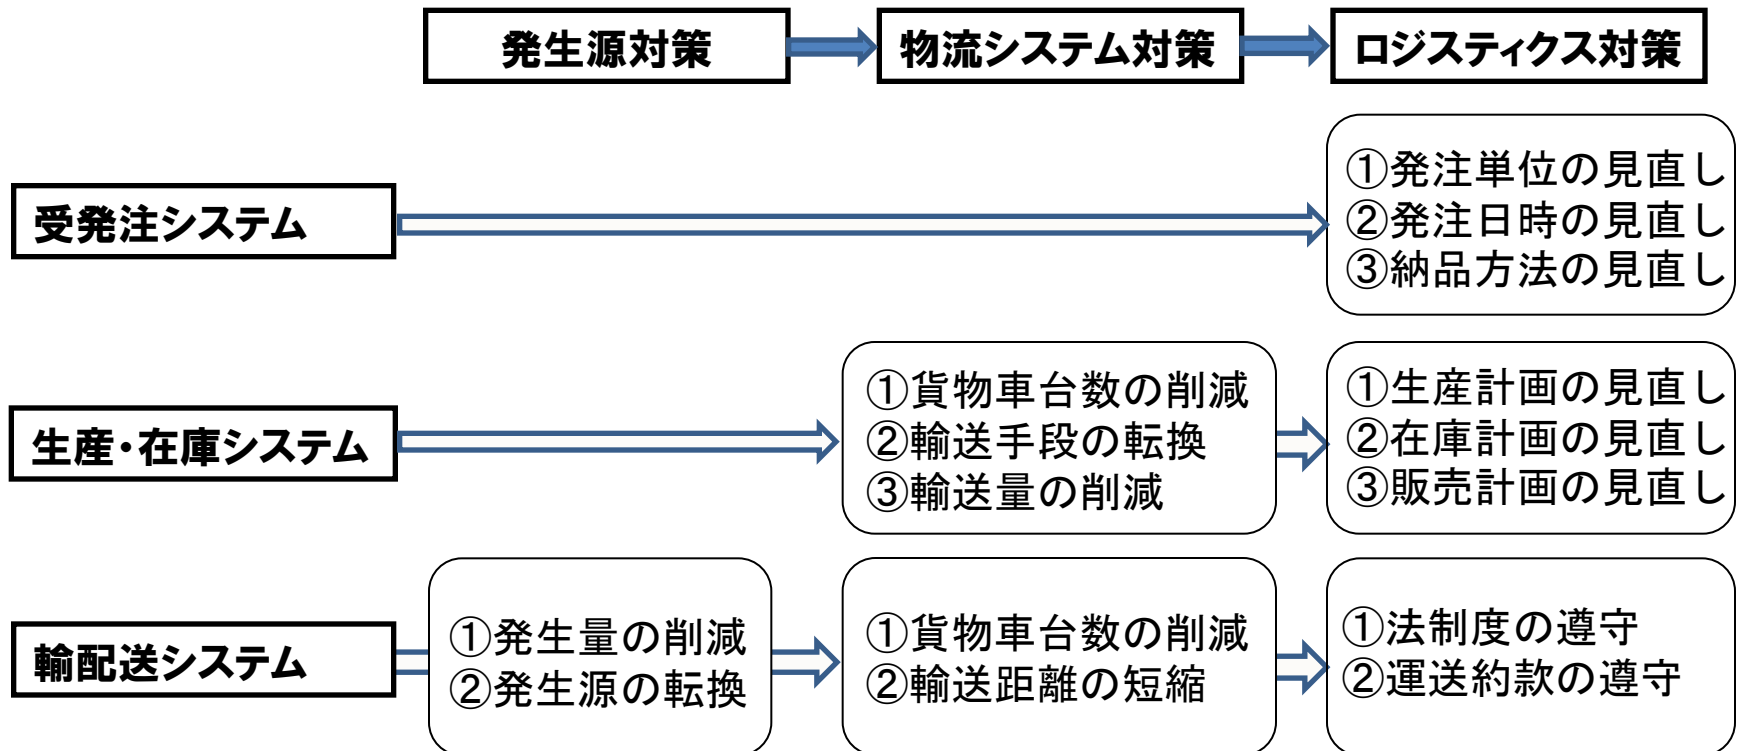 発生源対策
物流システム対策
ロジスティクス対策
受発注システム
①発注単位の見直し
②発注日時の見直し
③納品方法の見直し
生産・在庫システム
①貨物車台数の削減
②輸送手段の転換
③輸送量の削減
①生産計画の見直し
②在庫計画の見直し
③販売計画の見直し
輸配送システム
①発生量の削減
②発生源の転換
①貨物車台数の削減
②輸送距離の短縮
①法制度の遵守
②運送約款の遵守